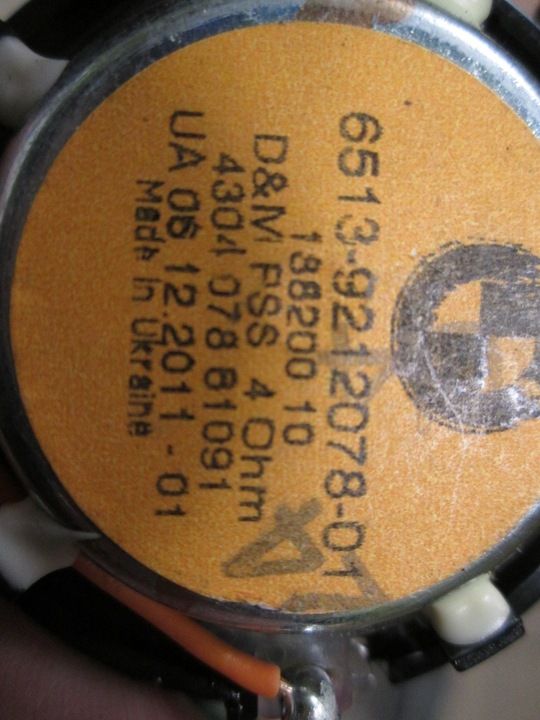 6513-9212078-01
188200 10
D&M FSS 4 Ohm
4304 078 81091
UA 06 12.2011 - 01
Made in Ukraine